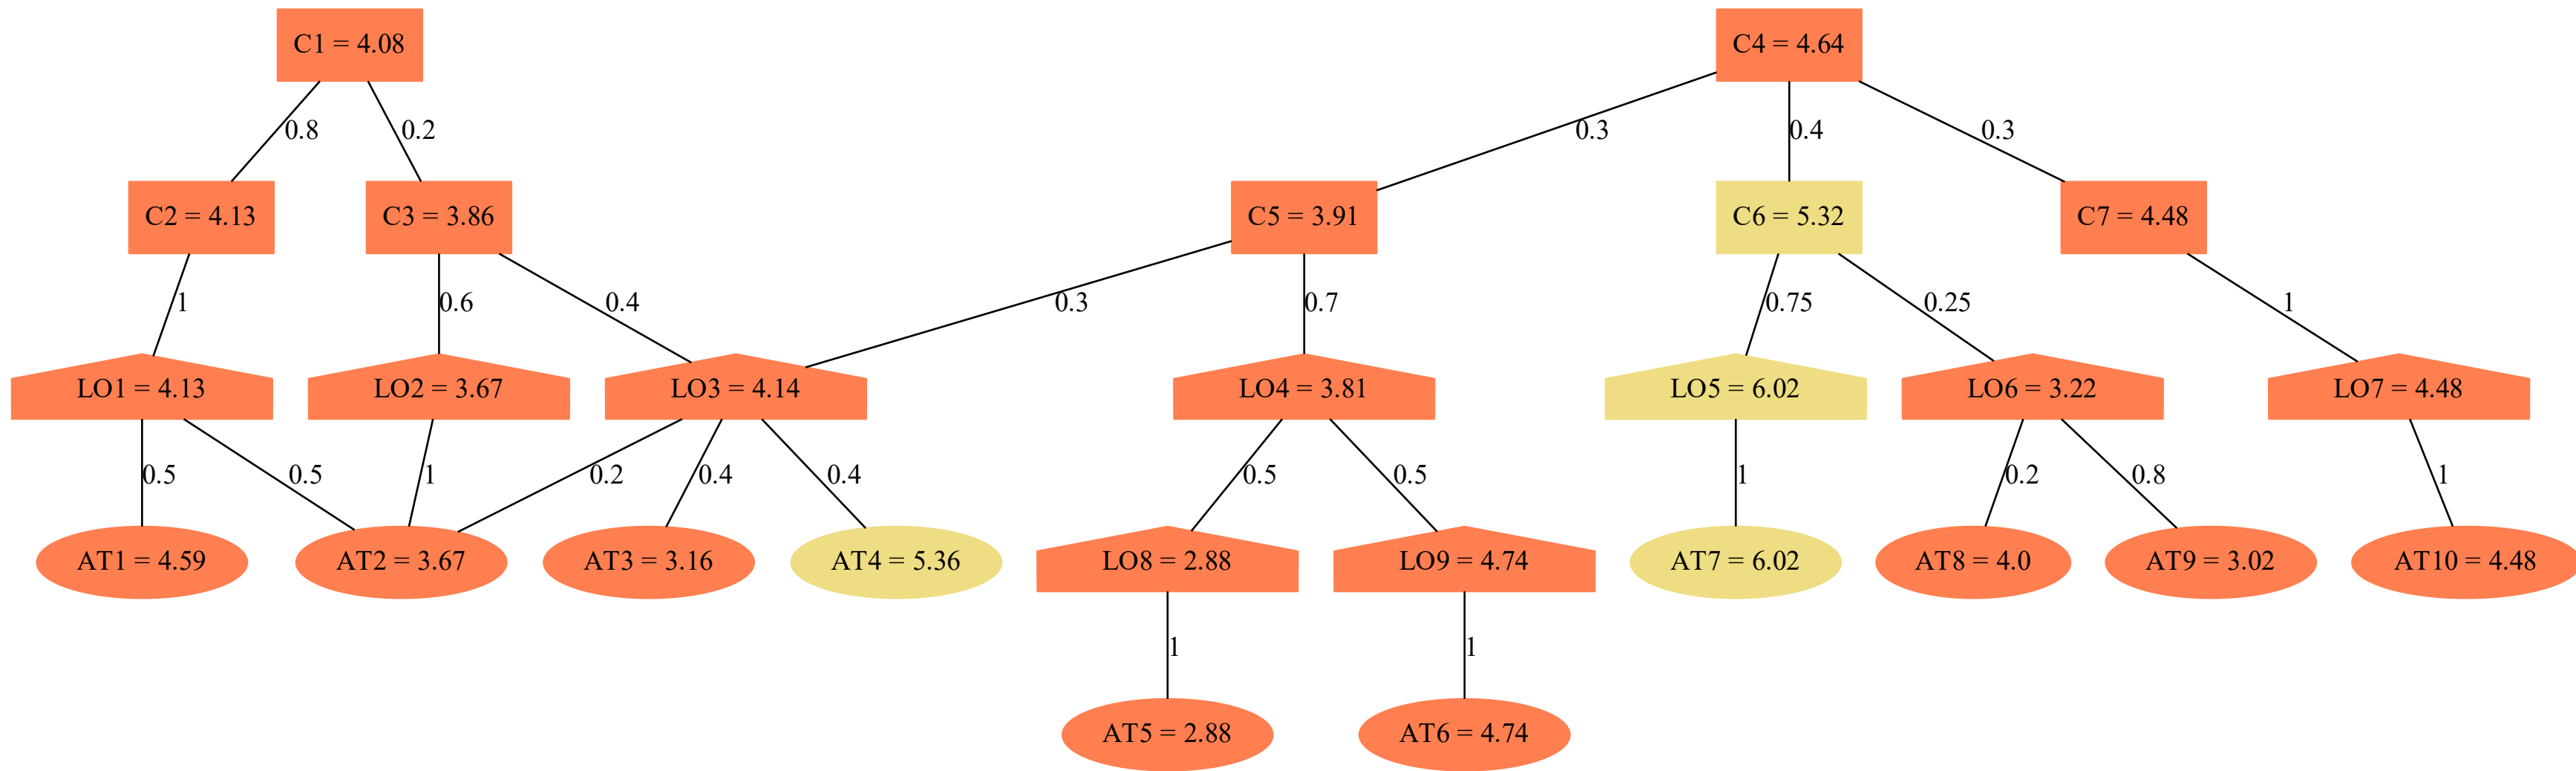 C1 = 4.08
C4 = 4.64
0.8
0.2
0.3
0.4
0.3
C2 = 4.13
C3 = 3.86
C5 = 3.91
C6 = 5.32
C7 = 4.48
1
0.6
0.4
0.3
0.7
0.75
0.25
1
LO1 = 4.13
LO2 = 3.67
LO3 = 4.14
LO4 = 3.81
LO5 = 6.02
LO6 = 3.22
LO7 = 4.48
0.5
0.5
1
0.2
0.4
0.4
0.5
0.5
1
0.2
0.8
1
AT1 = 4.59
AT2 = 3.67
AT3 = 3.16
AT4 = 5.36
LO8 = 2.88
LO9 = 4.74
AT7 = 6.02
AT8 = 4.0
AT9 = 3.02
AT10 = 4.48
1
1
AT5 = 2.88
AT6 = 4.74